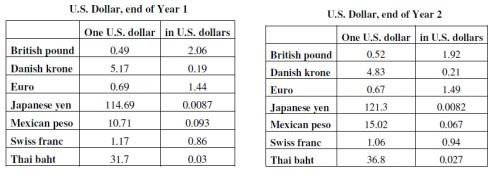 U.S. Dollar, end of Year 1
One U.S. dollar in U.S. dollars
British pound 0.49 2.06
Danish krone 5.17 0.19
Euro 0.69 1.44
Japanese yen 114.69 0.0087
Mexican peso 10.71 0.093
Swiss franc 1.17 0.86
Thai baht 31.7 0.03
U.S. Dollar, end of Year 2
One U.S. dollar in U.S. dollars
British pound 0.52 1.92
Danish krone 4.83 0.21
Euro 0.67 1.49
Japanese yen 121.3 0.0082
Mexican peso 15.02 0.067
Swiss franc 1.06 0.94
Thai baht 36.8 0.027